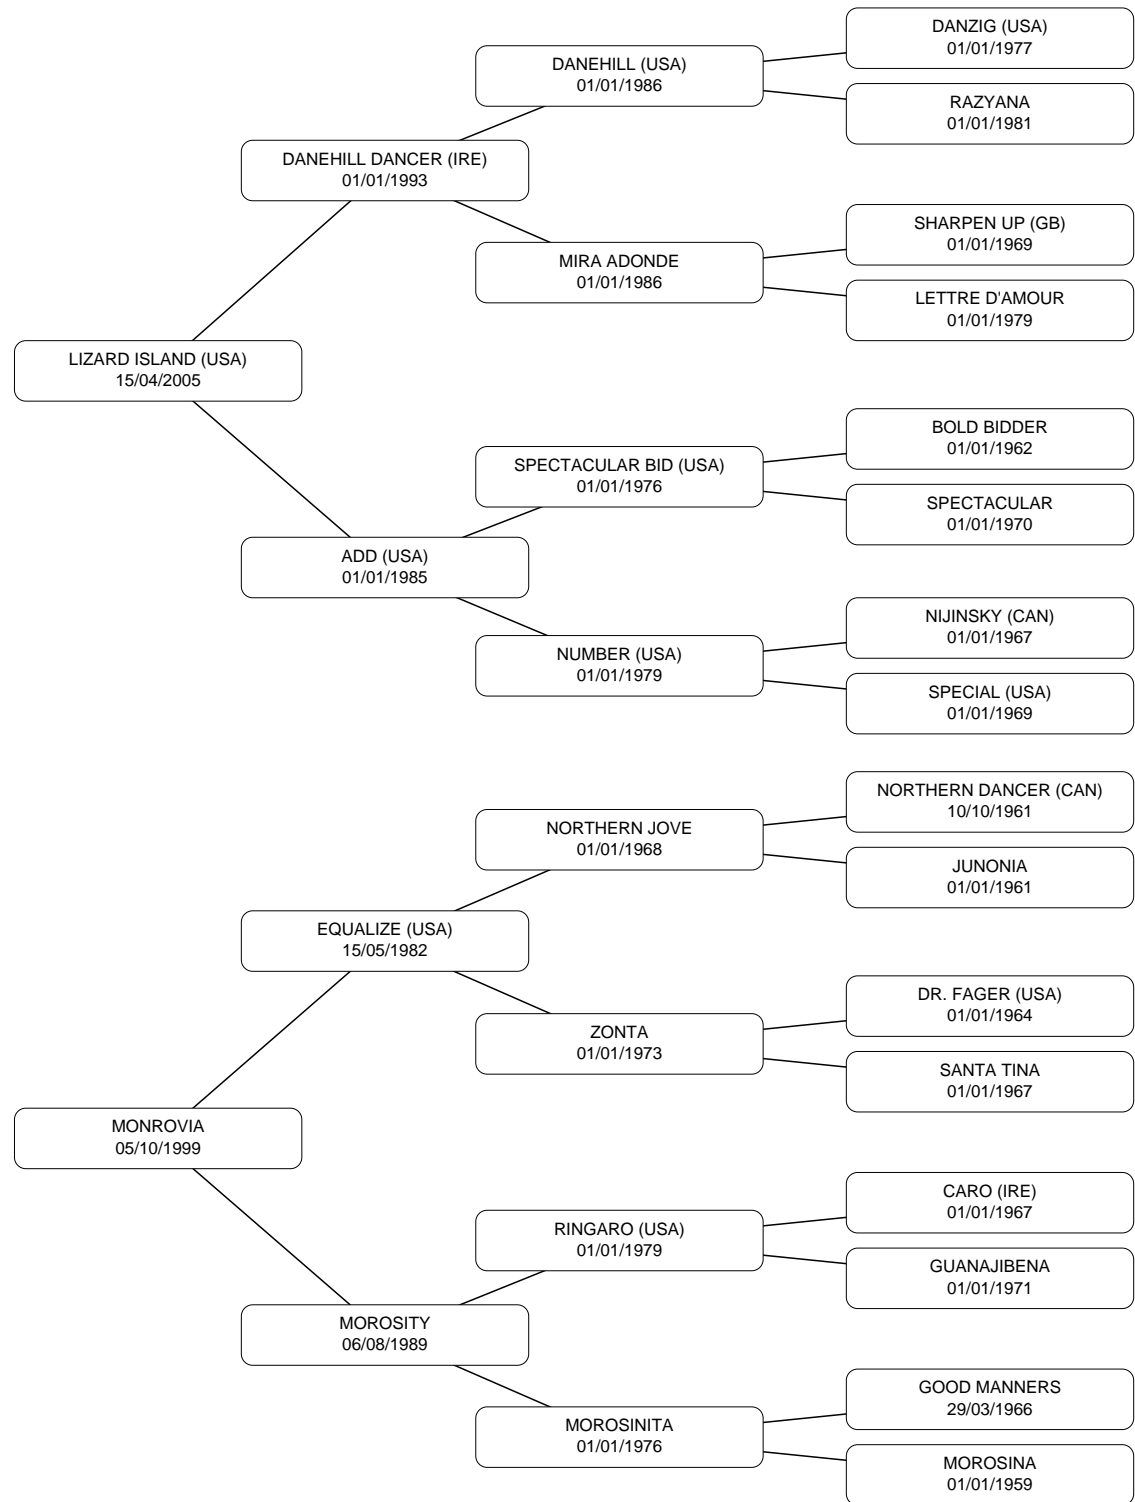 DANZIG (USA)
01/01/1977
DANEHILL (USA)
01/01/1986
RAZYANA
01/01/1981
DANEHILL DANCER (IRE)
01/01/1993
SHARPEN UP (GB)
01/01/1969
MIRA ADONDE
01/01/1986
LETTRE D'AMOUR
01/01/1979
LIZARD ISLAND (USA)
15/04/2005
BOLD BIDDER
01/01/1962
SPECTACULAR BID (USA)
01/01/1976
SPECTACULAR
01/01/1970
ADD (USA)
01/01/1985
NIJINSKY (CAN)
01/01/1967
NUMBER (USA)
01/01/1979
SPECIAL (USA)
01/01/1969
NORTHERN DANCER (CAN)
10/10/1961
NORTHERN JOVE
01/01/1968
JUNONIA
01/01/1961
EQUALIZE (USA)
15/05/1982
DR. FAGER (USA)
01/01/1964
ZONTA
01/01/1973
SANTA TINA
01/01/1967
MONROVIA
05/10/1999
CARO (IRE)
01/01/1967
RINGARO (USA)
01/01/1979
GUANAJIBENA
01/01/1971
MOROSITY
06/08/1989
GOOD MANNERS
29/03/1966
MOROSINITA
01/01/1976
MOROSINA
01/01/1959